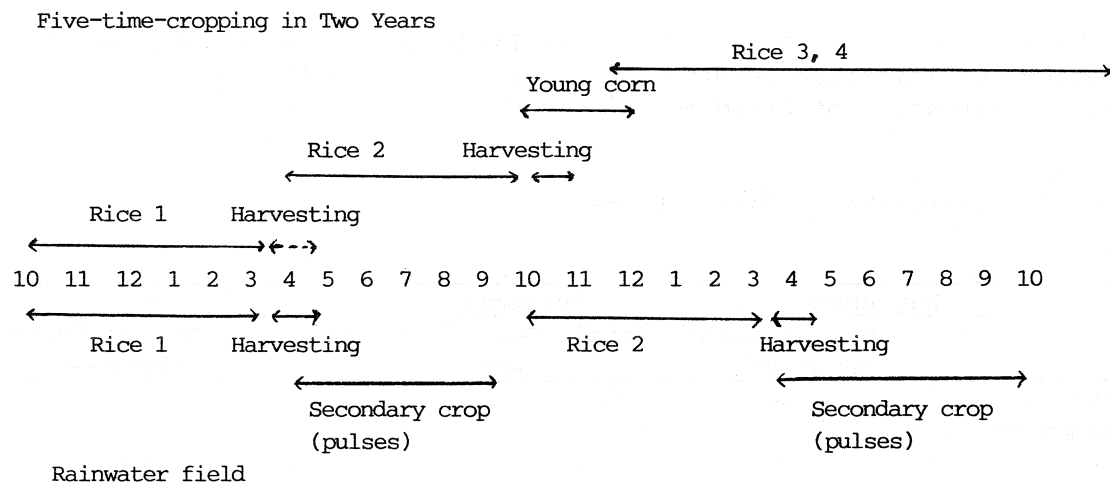 Five-time-cropping in Two Years
Rice 3, 4
Young corn
Rice 2 Harvesting
Rice 1 Harvesting
10 11 12 1 2 3 4 5 6 7 8 9 10 11 12 1 2 3 4 5 6 7 8 9 10
Rice 1 Harvesting Rice 2 Harvesting
Secondary crop Secondary crop
(pulses) (pulses)
Rainwater field